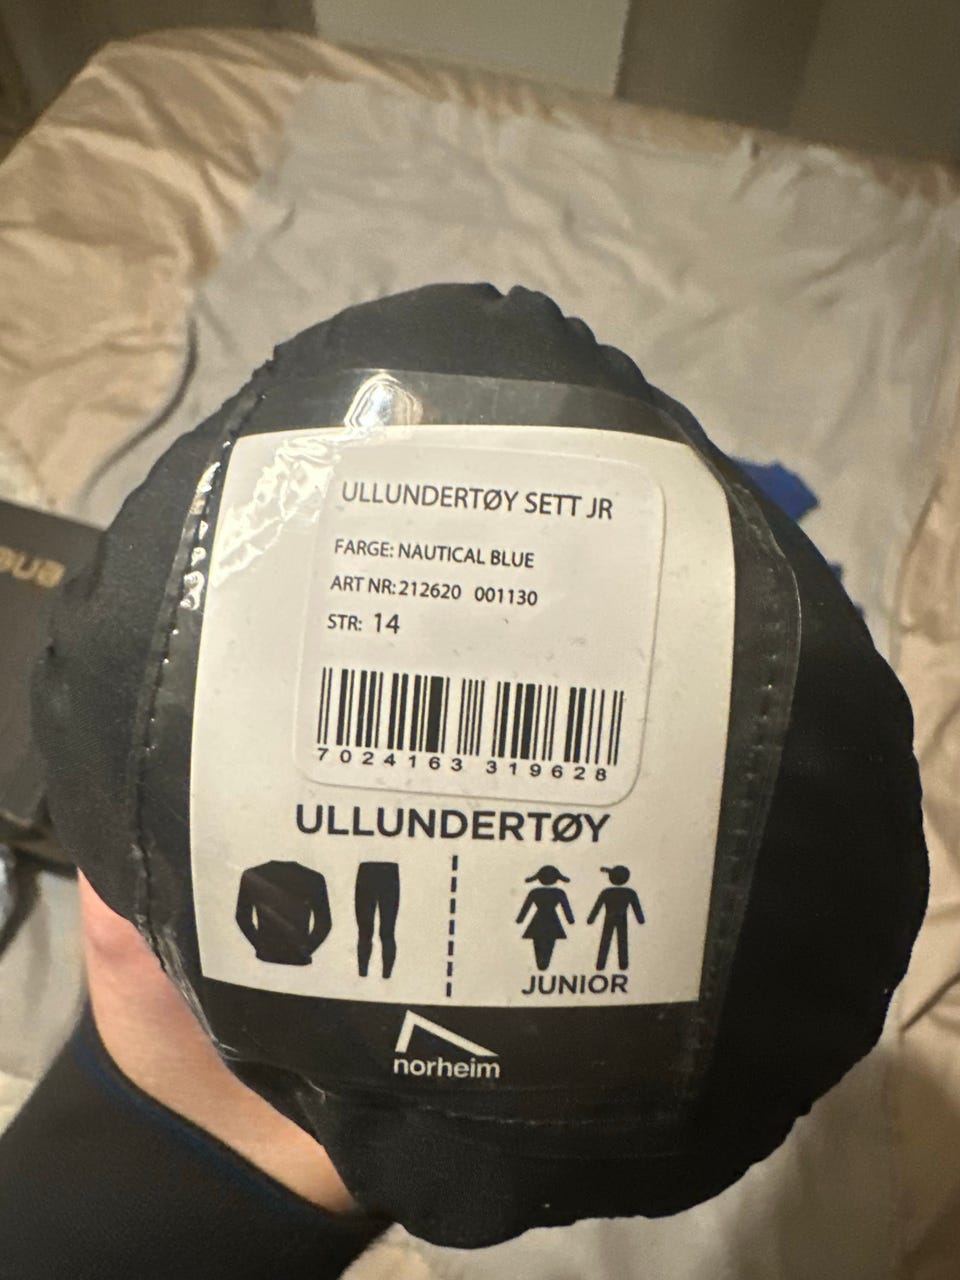 ULLUNDERTØY SETT JR
FARGE: NAUTICAL BLUE
ART NR: 212620 001130
STR: 14
7024163 319628
ULLUNDERTØY
JUNIOR
norheim